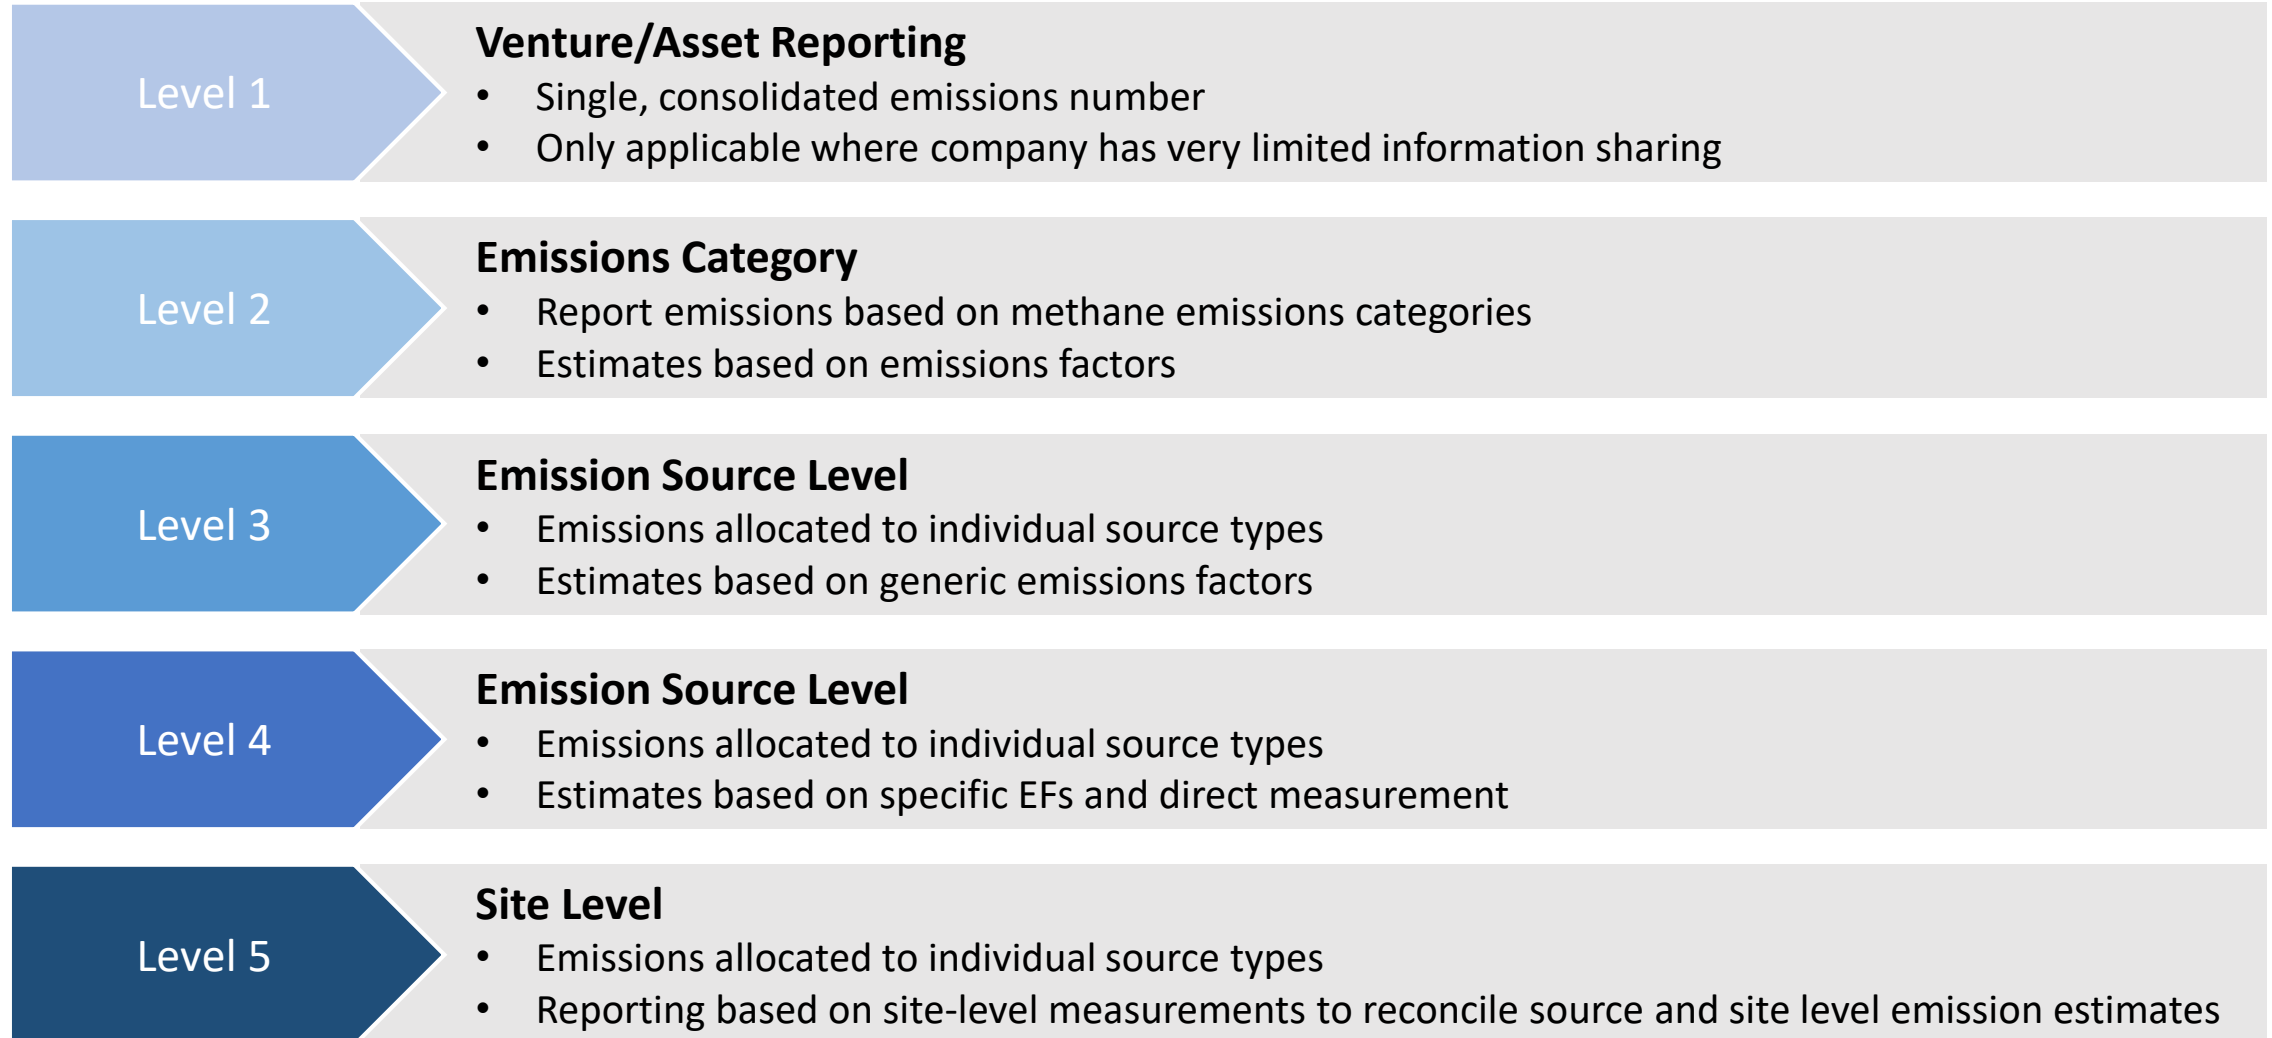 Level 1
Venture/Asset Reporting
• Single, consolidated emissions number
• Only applicable where company has very limited information sharing
Level 2
Emissions Category
• Report emissions based on methane emissions categories
• Estimates based on emissions factors
Level 3
Emission Source Level
• Emissions allocated to individual source types
• Estimates based on generic emissions factors
Level 4
Emission Source Level
• Emissions allocated to individual source types
• Estimates based on specific EFs and direct measurement
Level 5
Site Level
• Emissions allocated to individual source types
• Reporting based on site-level measurements to reconcile source and site level emission estimates